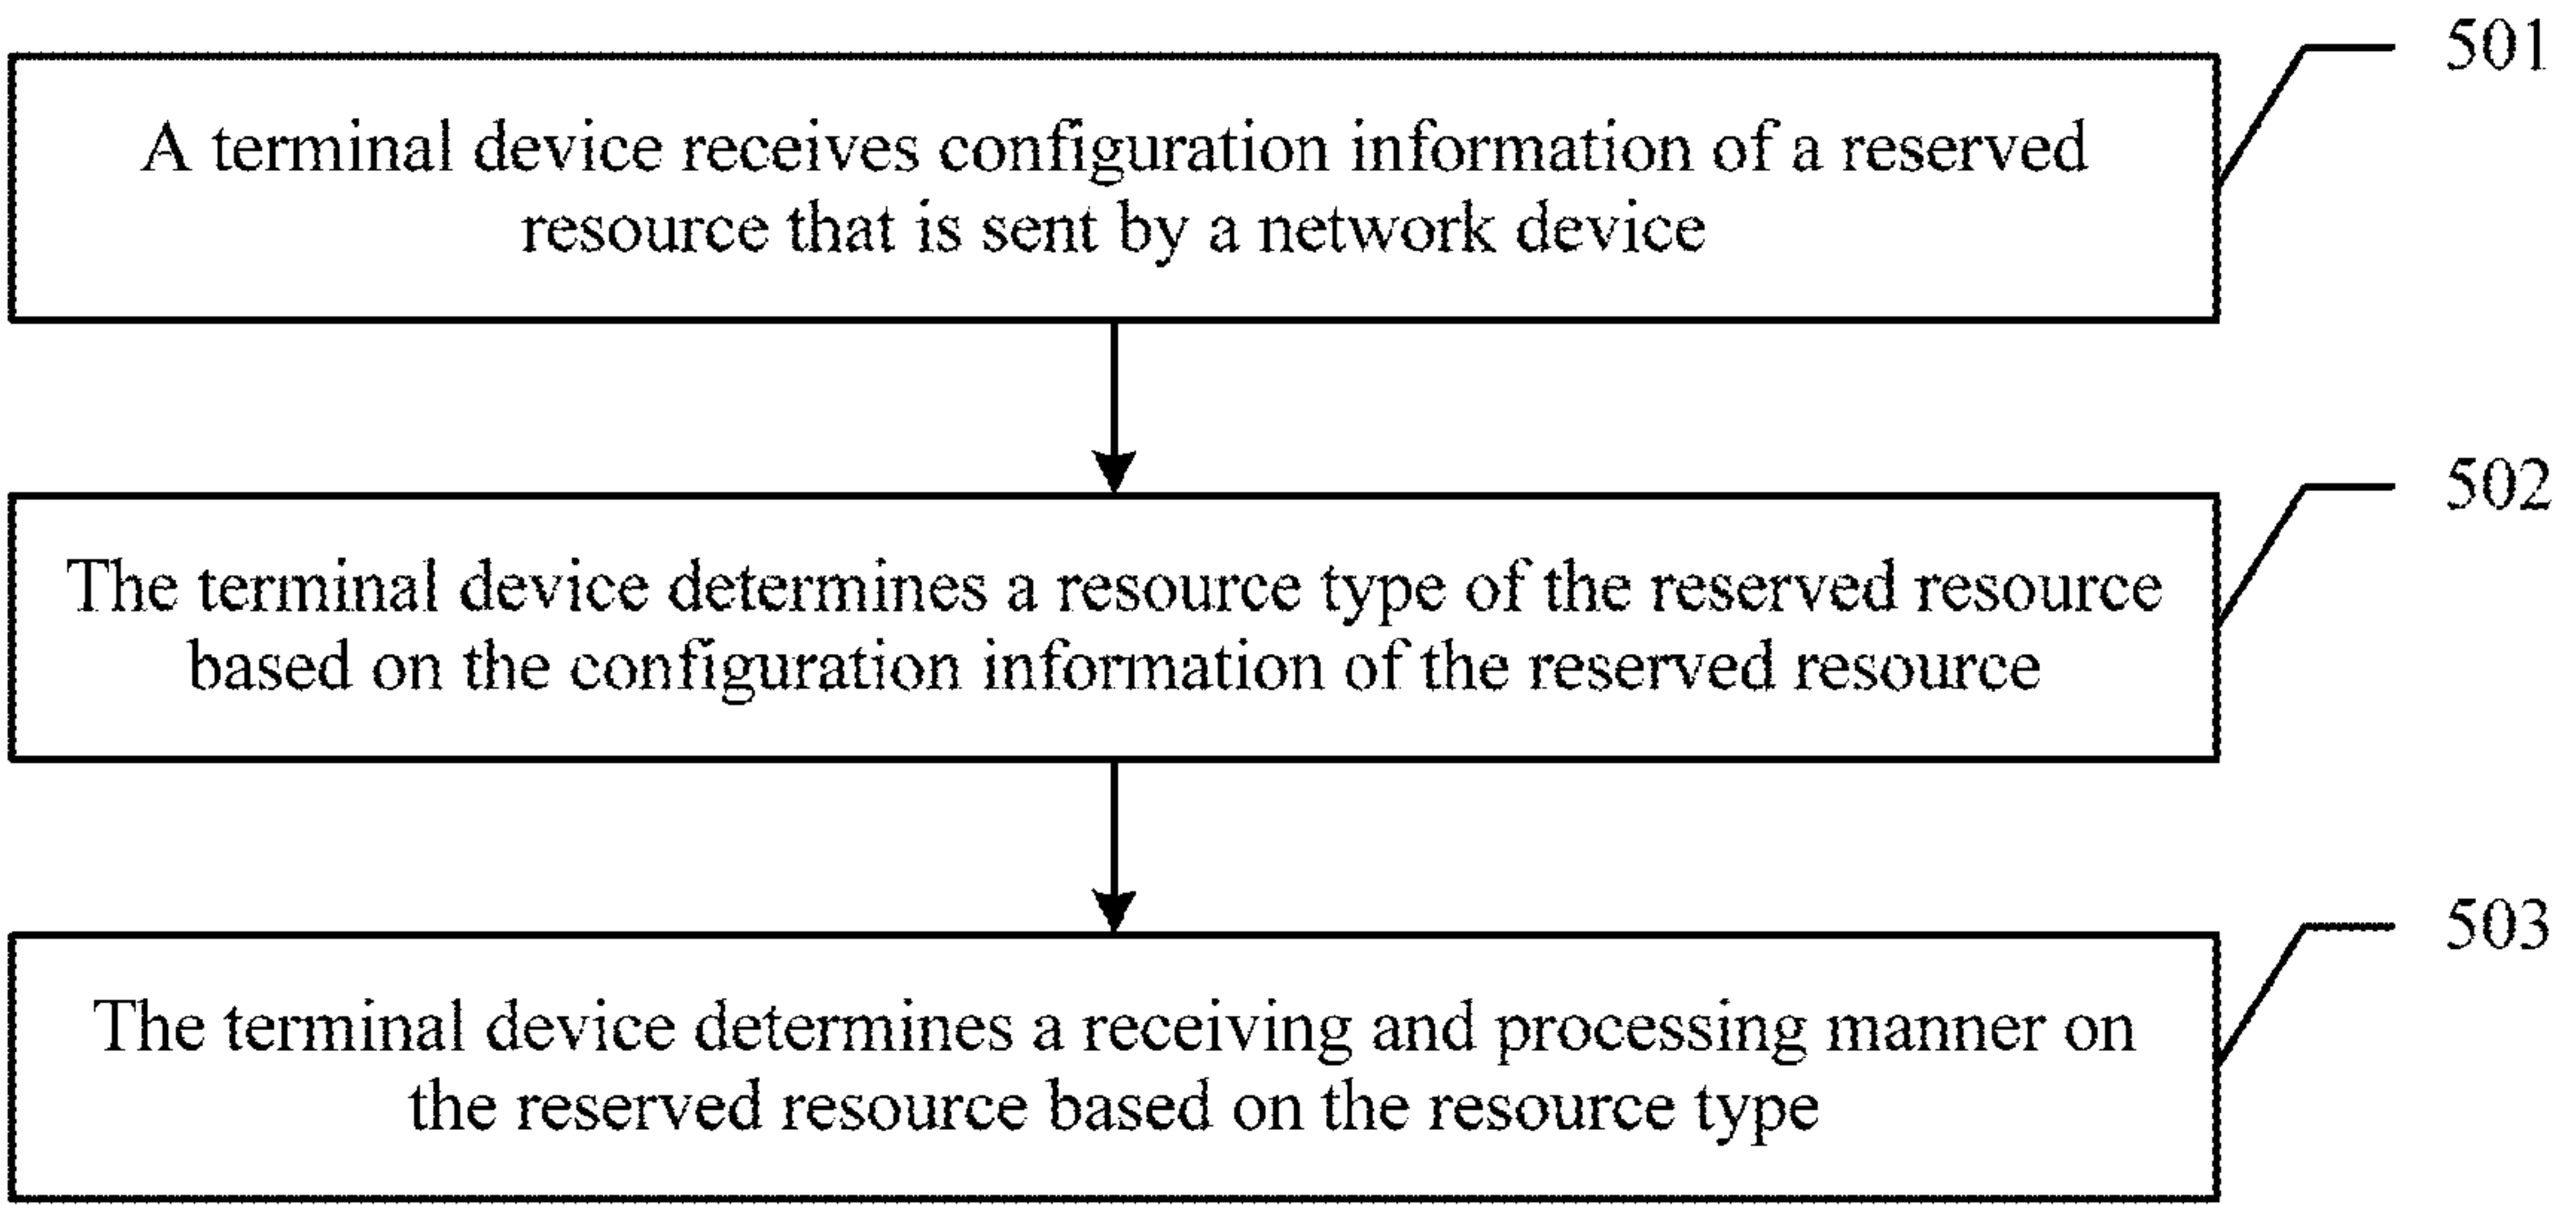 501
A terminal device receives configuration information of a reserved
resource that is sent by a network device
502
The terminal device determines a resource type of the reserved resource
based on the configuration information of the reserved resource
503
The terminal device determines a receiving and processing manner on
the reserved resource based on the resource type